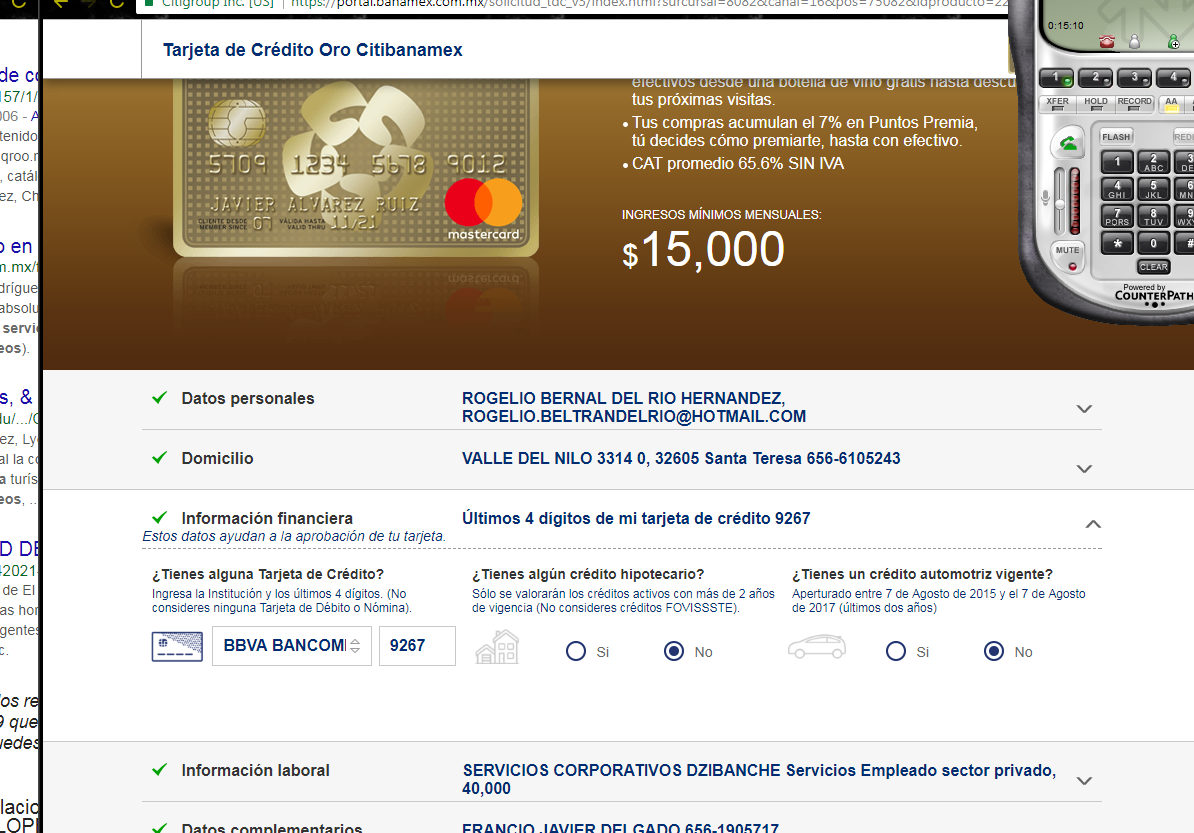 Citigroup Inc. [US] | https://portal.banamex.com.mx/solicitud_tdc_v3/index.html?sursucal=8082&canal=16&pos=75082&idproducto=22
Tarjeta de Crédito Oro Citibanamex
efectivos desde una botella de vino gratis hasta descu
tus próximas visitas.
• Tus compras acumulan el 7% en Puntos Premia,
tú decides cómo premiarte, hasta con efectivo.
• CAT promedio 65.6% SIN IVA
INGRESOS MÍNIMOS MENSUALES:
$15,000
5709 1234 5678 9012
JAVIER ALVAREZ RUIZ
CLIENTE DESDE
MEMBER SINCE 07 VÁLIDA HASTA
VALID THRU 11/21
mastercard.
0:15:10
1 2 3 4
XFER HOLD RECORD AA
FLASH REDI
1 2 ABC 3 DE
4 GHI 5 JKL 6 MN
7 PQRS 8 TUV 9 WX
* 0 #
MUTE
CLEAR
Powered by
COUNTERPATH
Datos personales ROGELIO BERNAL DEL RIO HERNANDEZ,
ROGELIO.BELTRANDELRIO@HOTMAIL.COM
Domicilio VALLE DEL NILO 3314 0, 32605 Santa Teresa 656-6105243
Información financiera Últimos 4 dígitos de mi tarjeta de crédito 9267
Estos datos ayudan a la aprobación de tu tarjeta.
¿Tienes alguna Tarjeta de Crédito? ¿Tienes algún crédito hipotecario? ¿Tienes un crédito automotriz vigente?
Ingresa la Institución y los últimos 4 dígitos. (No Sólo se valorarán los créditos activos con más de 2 años Aperturado entre 7 de Agosto de 2015 y el 7 de Agosto
consideres ninguna Tarjeta de Débito o Nómina). de vigencia (No consideres créditos FOVISSSTE). de 2017 (últimos dos años)
BBVA BANCOM 9267 Si No Si No
Información laboral SERVICIOS CORPORATIVOS DZIBANCHE Servicios Empleado sector privado,
40,000
Datos complementarios FRANCIO JAVIER DELGADO 656-1905717
de co
157/1/
006 - A
tenido
qroo.r
, catál
ez, Ch
o en
m.mx/t
drígue
absolu
servi
eos).
s, &
du/.../C
ez, Ly
al la co
a turís
eos, ..
D DE
42021-
de El
as hor
gentes
c.
os re
9 que
uedes
lacio
LOPI